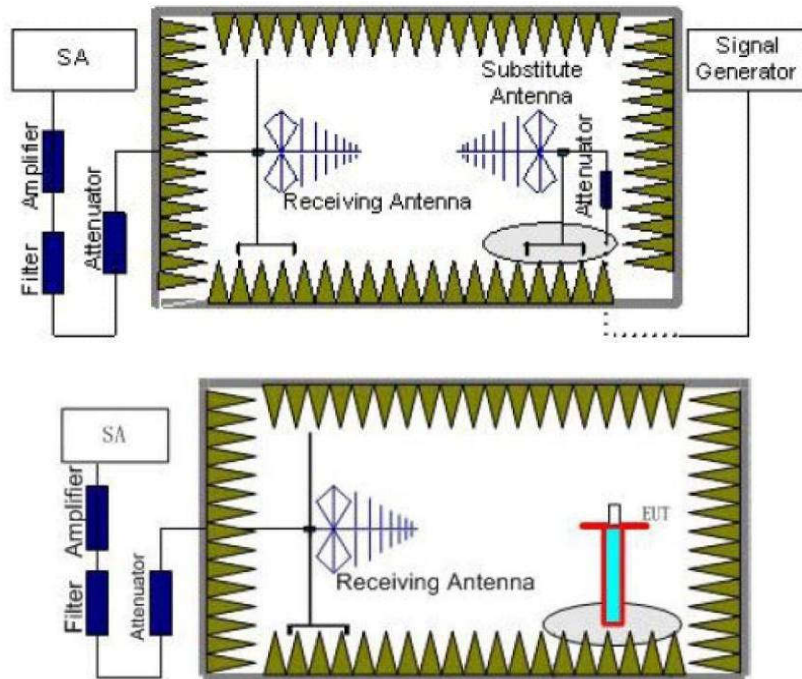 SA
Signal
Generator
Substitute
Antenna
Amplifier
Filter
Attenuator
Receiving Antenna
Attenuator
SA
Amplifier
Filter
Attenuator
Receiving Antenna
EUT